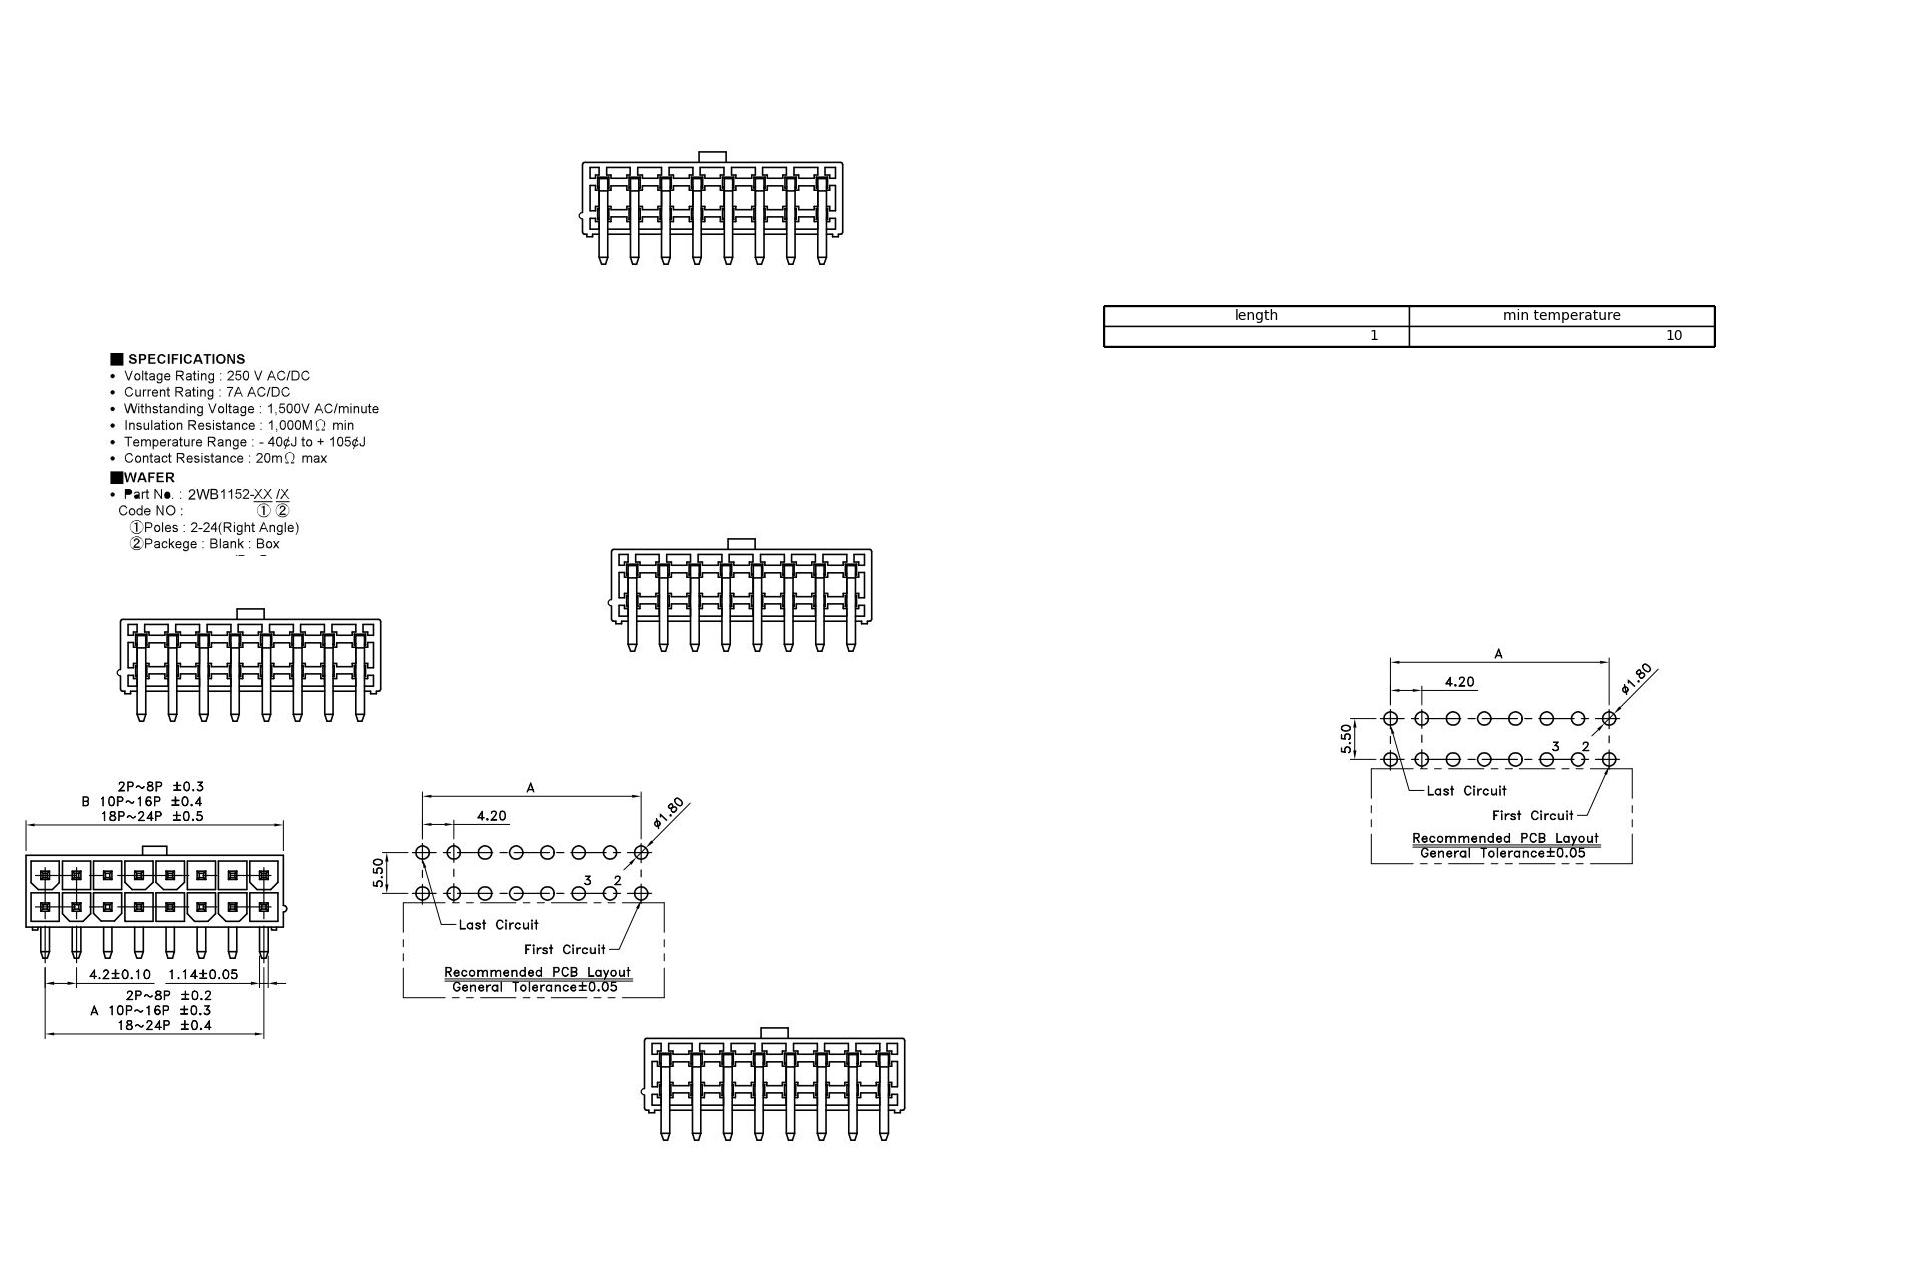 length min temperature
1 10
■ SPECIFICATIONS
• Voltage Rating : 250 V AC/DC
• Current Rating : 7A AC/DC
• Withstanding Voltage : 1,500V AC/minute
• Insulation Resistance : 1,000MΩ min
• Temperature Range : - 40¢J to + 105¢J
• Contact Resistance : 20mΩ max
■WAFER
• Part No. : 2WB1152-XX /X
Code NO : ① ②
①Poles : 2-24(Right Angle)
②Packege : Blank : Box
2P~8P ±0.3
B 10P~16P ±0.4
18P~24P ±0.5
4.2±0.10 1.14±0.05
2P~8P ±0.2
A 10P~16P ±0.3
18~24P ±0.4
A
4.20
ø1.80
5.50
3 2
Last Circuit
First Circuit
Recommended PCB Layout
General Tolerance±0.05
A
4.20
ø1.80
5.50
3 2
Last Circuit
First Circuit
Recommended PCB Layout
General Tolerance±0.05